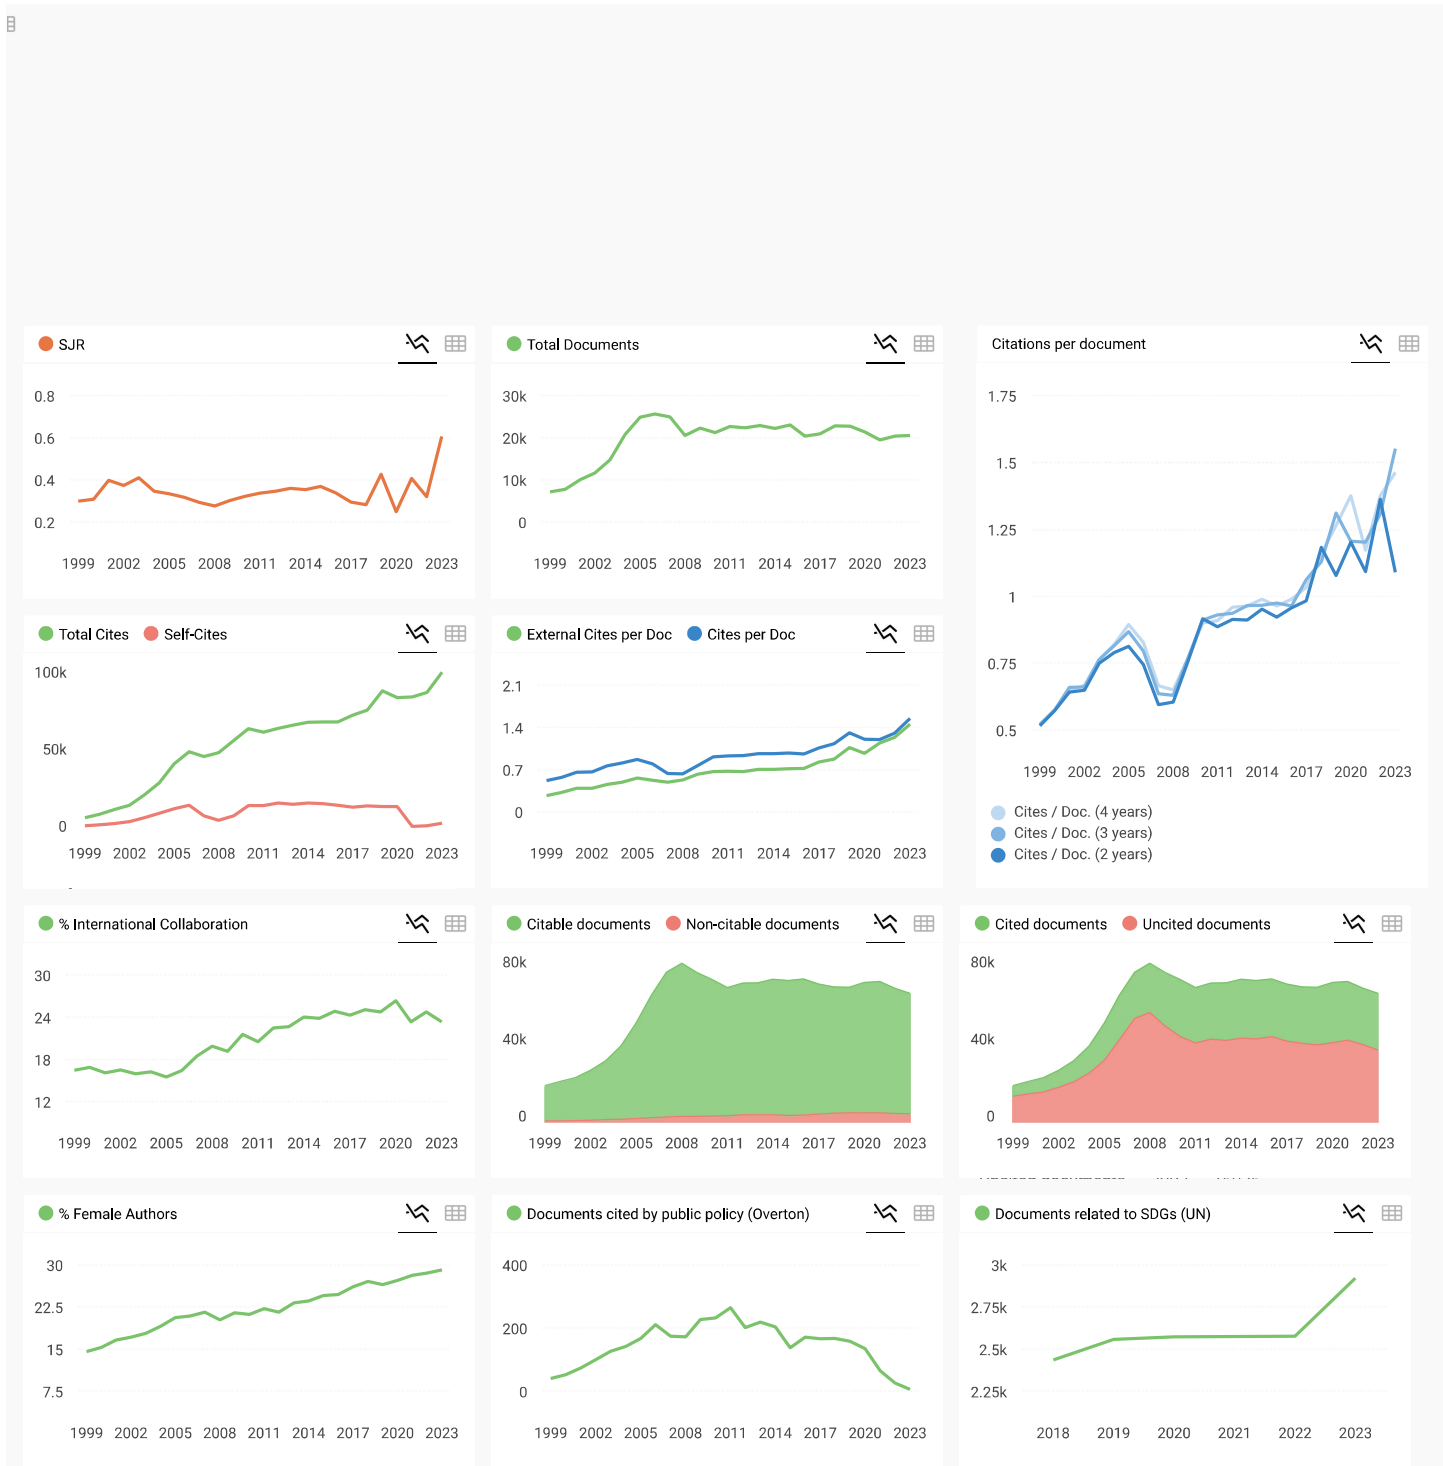 SJR
0.8
0.6
0.4
0.2
1999 2002 2005 2008 2011 2014 2017 2020 2023
Total Documents
30k
20k
10k
0
1999 2002 2005 2008 2011 2014 2017 2020 2023
Citations per document
1.75
1.5
1.25
1
0.75
0.5
1999 2002 2005 2008 2011 2014 2017 2020 2023
Cites / Doc. (4 years)
Cites / Doc. (3 years)
Cites / Doc. (2 years)
Total Cites Self-Cites
100k
50k
0
1999 2002 2005 2008 2011 2014 2017 2020 2023
External Cites per Doc Cites per Doc
2.1
1.4
0.7
0
1999 2002 2005 2008 2011 2014 2017 2020 2023
% International Collaboration
30
24
18
12
1999 2002 2005 2008 2011 2014 2017 2020 2023
Citable documents Non-citable documents
80k
40k
0
1999 2002 2005 2008 2011 2014 2017 2020 2023
Cited documents Uncited documents
80k
40k
0
1999 2002 2005 2008 2011 2014 2017 2020 2023
% Female Authors
30
22.5
15
7.5
1999 2002 2005 2008 2011 2014 2017 2020 2023
Documents cited by public policy (Overton)
400
200
0
1999 2002 2005 2008 2011 2014 2017 2020 2023
Documents related to SDGs (UN)
3k
2.75k
2.5k
2.25k
2018 2019 2020 2021 2022 2023